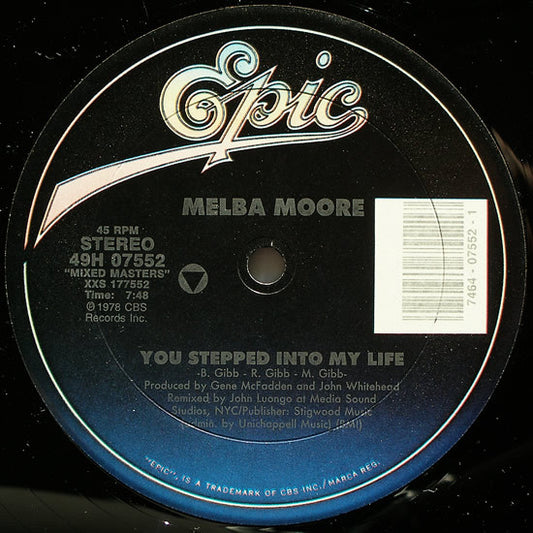 Epic
MELBA MOORE
45 RPM
STEREO
49H 07552
"MIXED MASTERS"
XXS 177552
Time: 7:48
℗ 1978 CBS
Records Inc.
7464 - 07552 - 1
YOU STEPPED INTO MY LIFE
-B. Gibb - R. Gibb - M. Gibb-
Produced by Gene McFadden and John Whitehead
Remixed by John Luongo at Media Sound
Studios, NYC/Publisher: Stigwood Music
(admin. by Unichappell Music) (BMI)
"EPIC", IS A TRADEMARK OF CBS INC./MARCA REG.